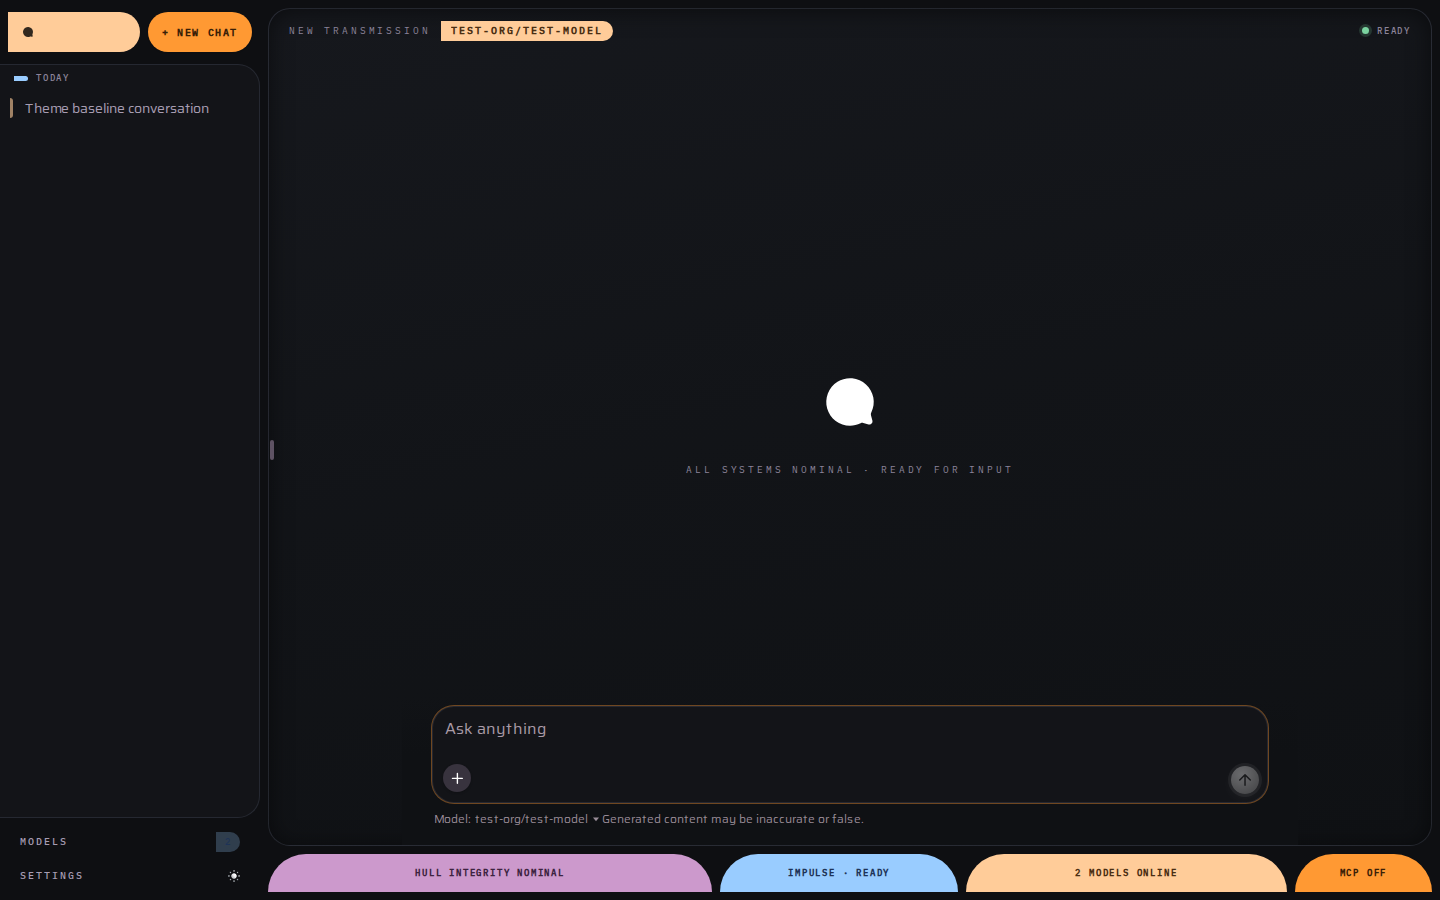 + NEW CHAT
TODAY
Theme baseline conversation
MODELS
SETTINGS
NEW TRANSMISSION TEST-ORG/TEST-MODEL
READY
ALL SYSTEMS NOMINAL · READY FOR INPUT
Ask anything
Model: test-org/test-model Generated content may be inaccurate or false.
HULL INTEGRITY NOMINAL
IMPULSE · READY
2 MODELS ONLINE
MCP OFF